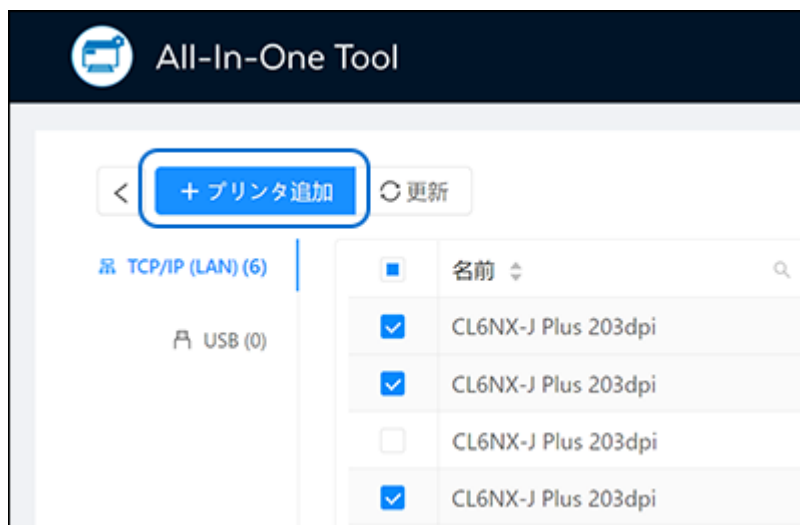 All-In-One Tool
< + プリンタ追加 更新
TCP/IP (LAN) (6)
名前
USB (0)
CL6NX-J Plus 203dpi
CL6NX-J Plus 203dpi
CL6NX-J Plus 203dpi
CL6NX-J Plus 203dpi